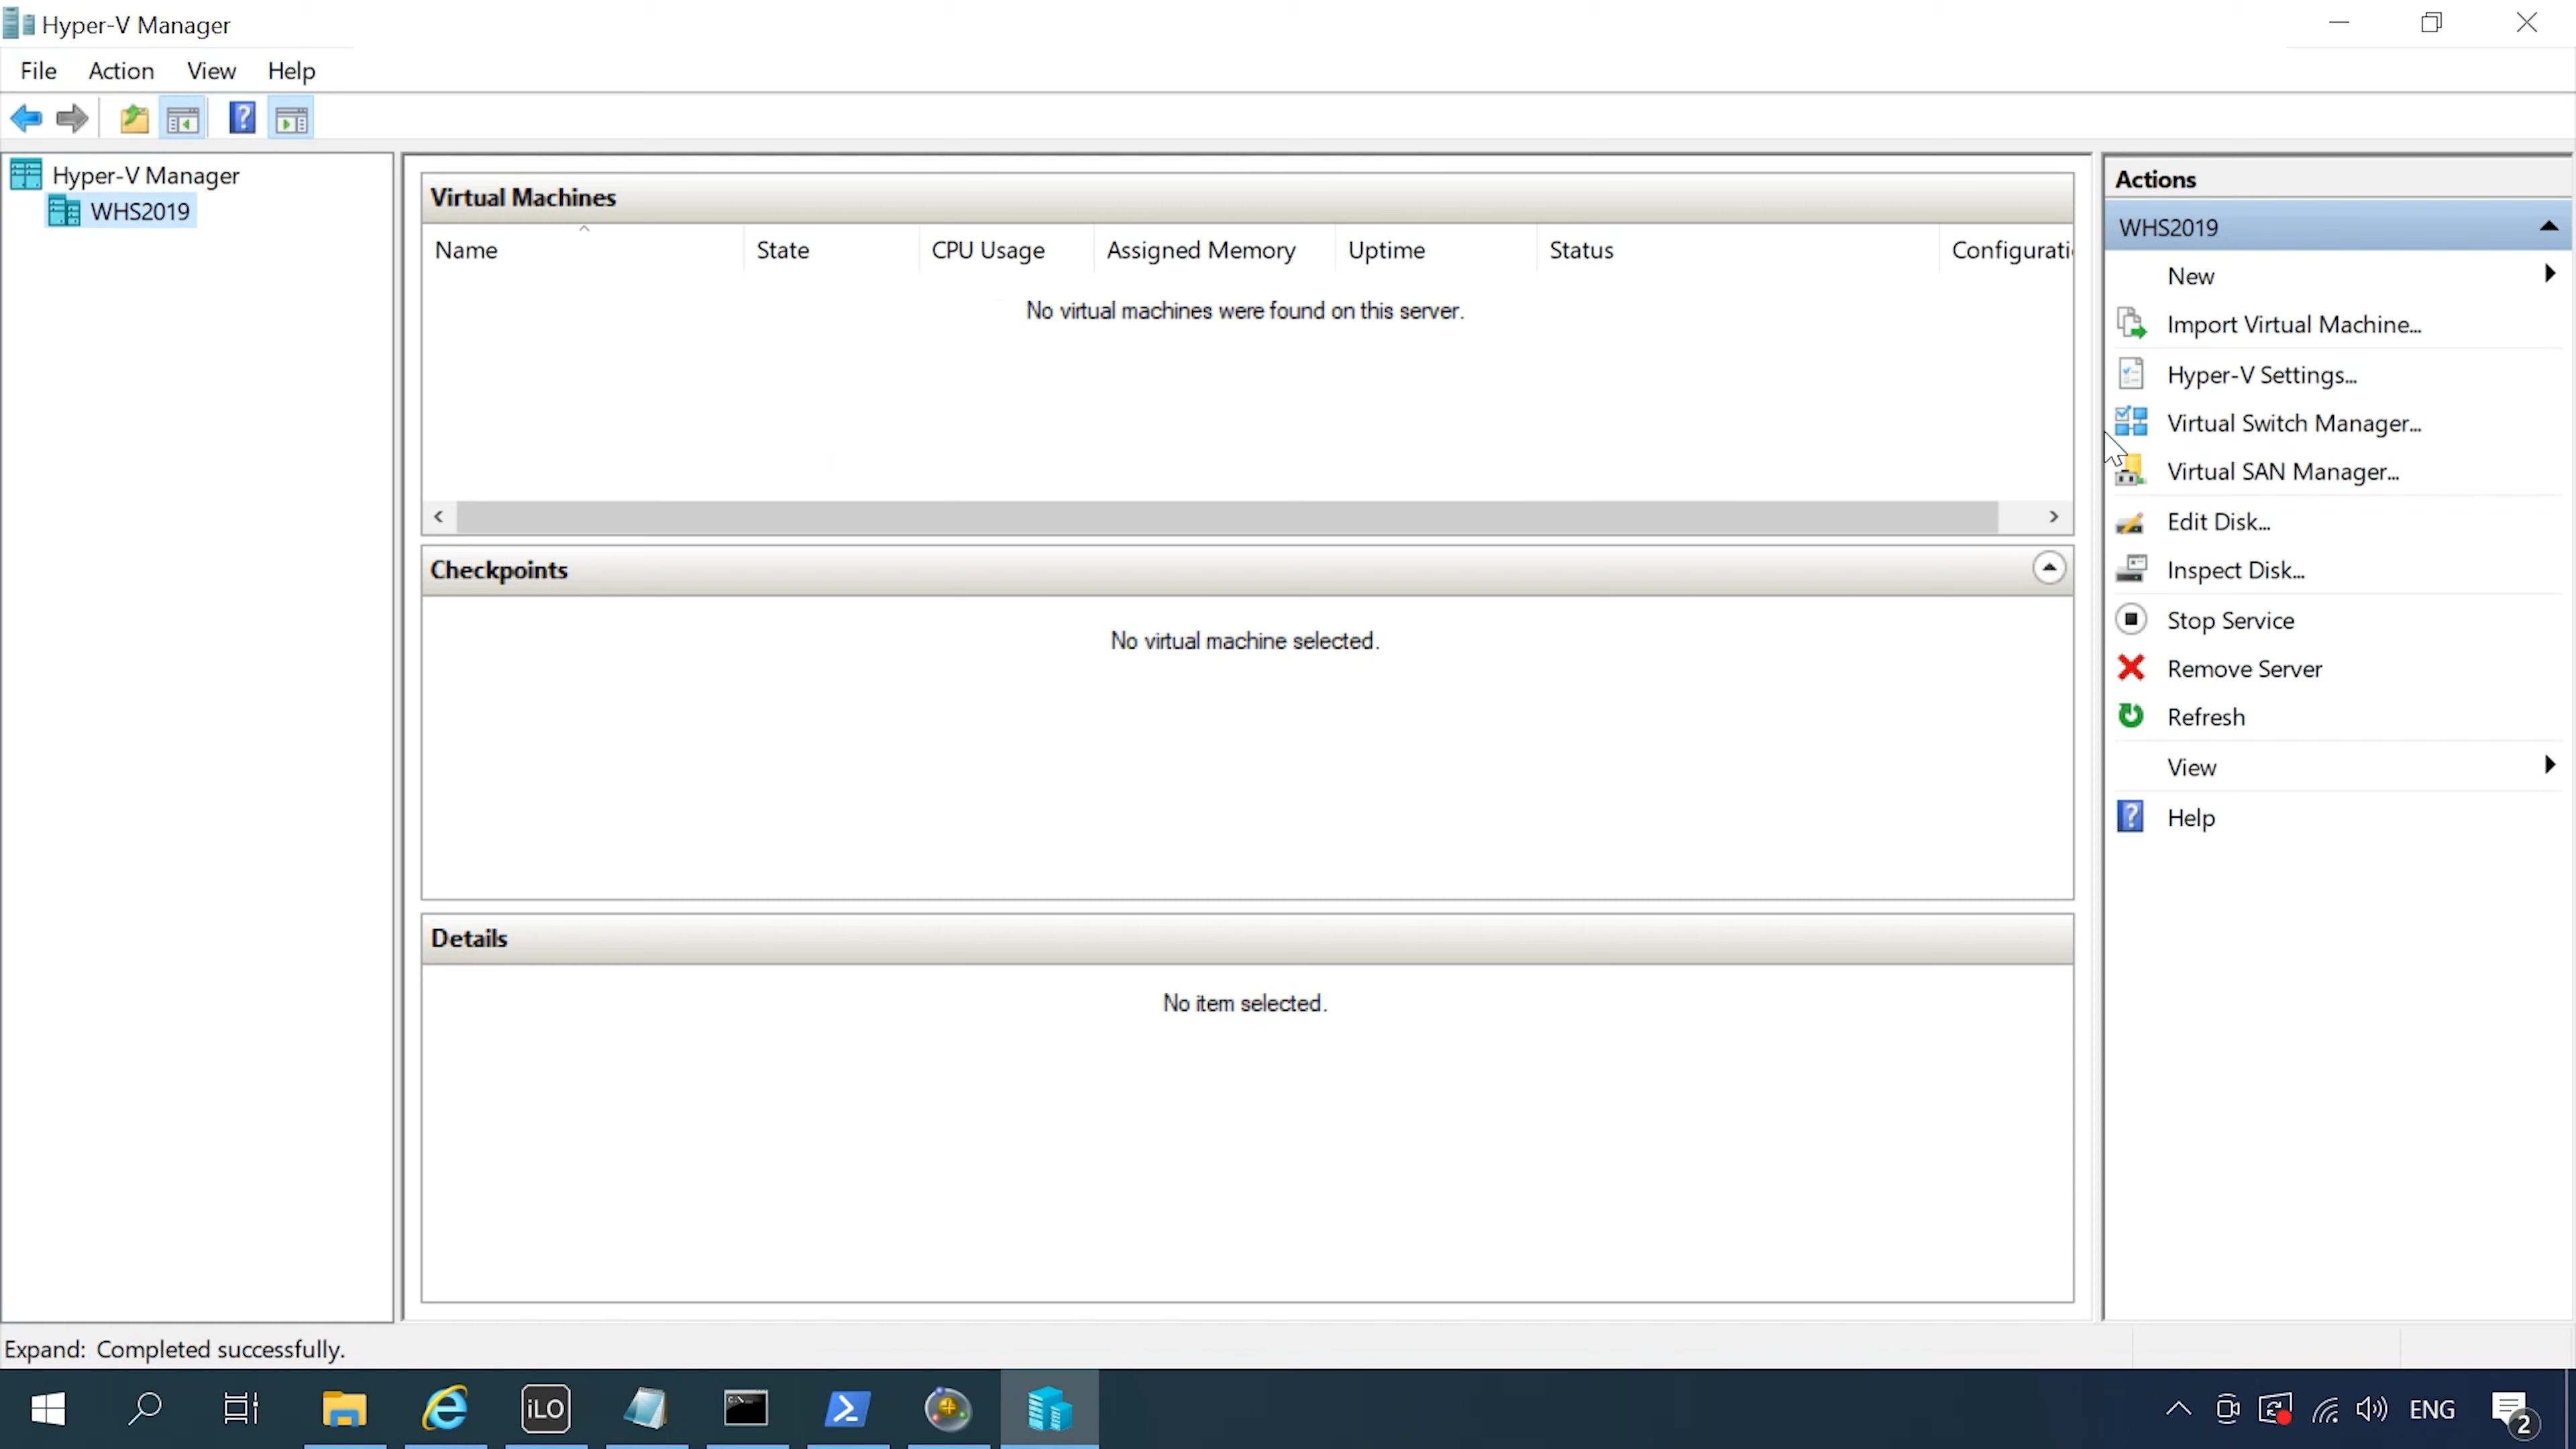 Hyper-V Manager
File Action View Help
Hyper-V Manager
WHS2019
Virtual Machines
Name State CPU Usage Assigned Memory Uptime Status Configurati
No virtual machines were found on this server.
Checkpoints
No virtual machine selected.
Details
No item selected.
Actions
WHS2019
New
Import Virtual Machine...
Hyper-V Settings...
Virtual Switch Manager...
Virtual SAN Manager...
Edit Disk...
Inspect Disk...
Stop Service
Remove Server
Refresh
View
Help
Expand: Completed successfully.
iLO
ENG
2